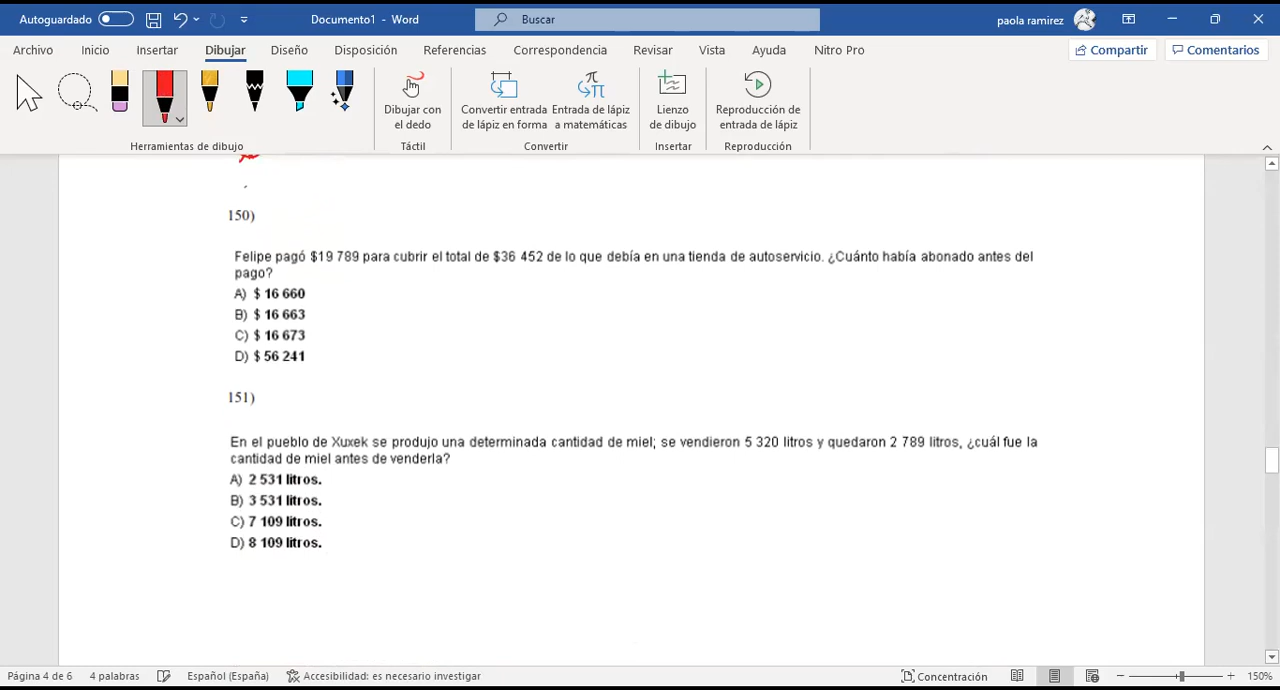 Autoguardado
Documento1 - Word
Buscar
paola ramirez
Archivo Inicio Insertar Dibujar Diseño Disposición Referencias Correspondencia Revisar Vista Ayuda Nitro Pro
Compartir Comentarios
Dibujar con
el dedo
Convertir entrada
de lápiz en forma
Entrada de lápiz
a matemáticas
Lienzo
de dibujo
Reproducción de
entrada de lápiz
Herramientas de dibujo Táctil Convertir Insertar Reproducción
150)
Felipe pagó $19 789 para cubrir el total de $36 452 de lo que debía en una tienda de autoservicio. ¿Cuánto había abonado antes del
pago?
A) $ 16 660
B) $ 16 663
C) $ 16 673
D) $ 56 241
151)
En el pueblo de Xuxek se produjo una determinada cantidad de miel; se vendieron 5 320 litros y quedaron 2 789 litros, ¿cuál fue la
cantidad de miel antes de venderla?
A) 2 531 litros.
B) 3 531 litros.
C) 7 109 litros.
D) 8 109 litros.
Página 4 de 6 4 palabras Español (España) Accesibilidad: es necesario investigar Concentración 150%